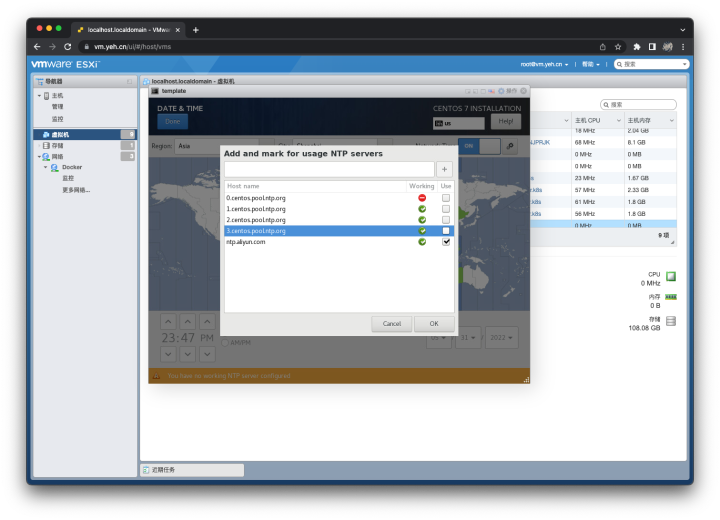 localhost.localdomain - VMwar
vm.yeh.cn/ui/#/host/vms
vmware ESXi
root@vm.yeh.cn
帮助
搜索
导航器
主机
管理
监控
虚拟机
存储
1
网络
3
Docker
监控
更多网络...
localhost.localdomain - 虚拟机
template
DATE & TIME
CENTOS 7 INSTALLATION
Done
us
Help!
Region:
Asia
ON
Add and mark for usage NTP servers
Host name Working Use
0.centos.pool.ntp.org
1.centos.pool.ntp.org
2.centos.pool.ntp.org
3.centos.pool.ntp.org
ntp.aliyun.com
Cancel
OK
23:47 PM
AM/PM
31
2022
You have no working NTP server configured
搜索
主机 CPU
主机内存
18 MHz 2.04 GB
JPRJK 68 MHz 8.1 GB
0 MHz 0 MB
0 MHz 0 MB
s 23 MHz 1.67 GB
.k8s 57 MHz 2.33 GB
.k8s 61 MHz 1.8 GB
.k8s 56 MHz 1.8 GB
0 MHz 0 MB
9 项
CPU
0 MHz
内存
0 B
存储
108.08 GB
近期任务